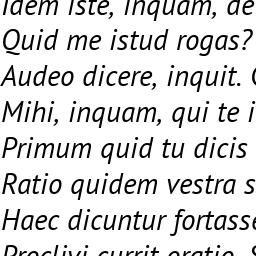 Idem iste, inquam, de
Quid me istud rogas?
Audeo dicere, inquit.
Mihi, inquam, qui te
Primum quid tu dicis
Ratio quidem vestra
Haec dicuntur fortasse
Proclivi currit oratio.